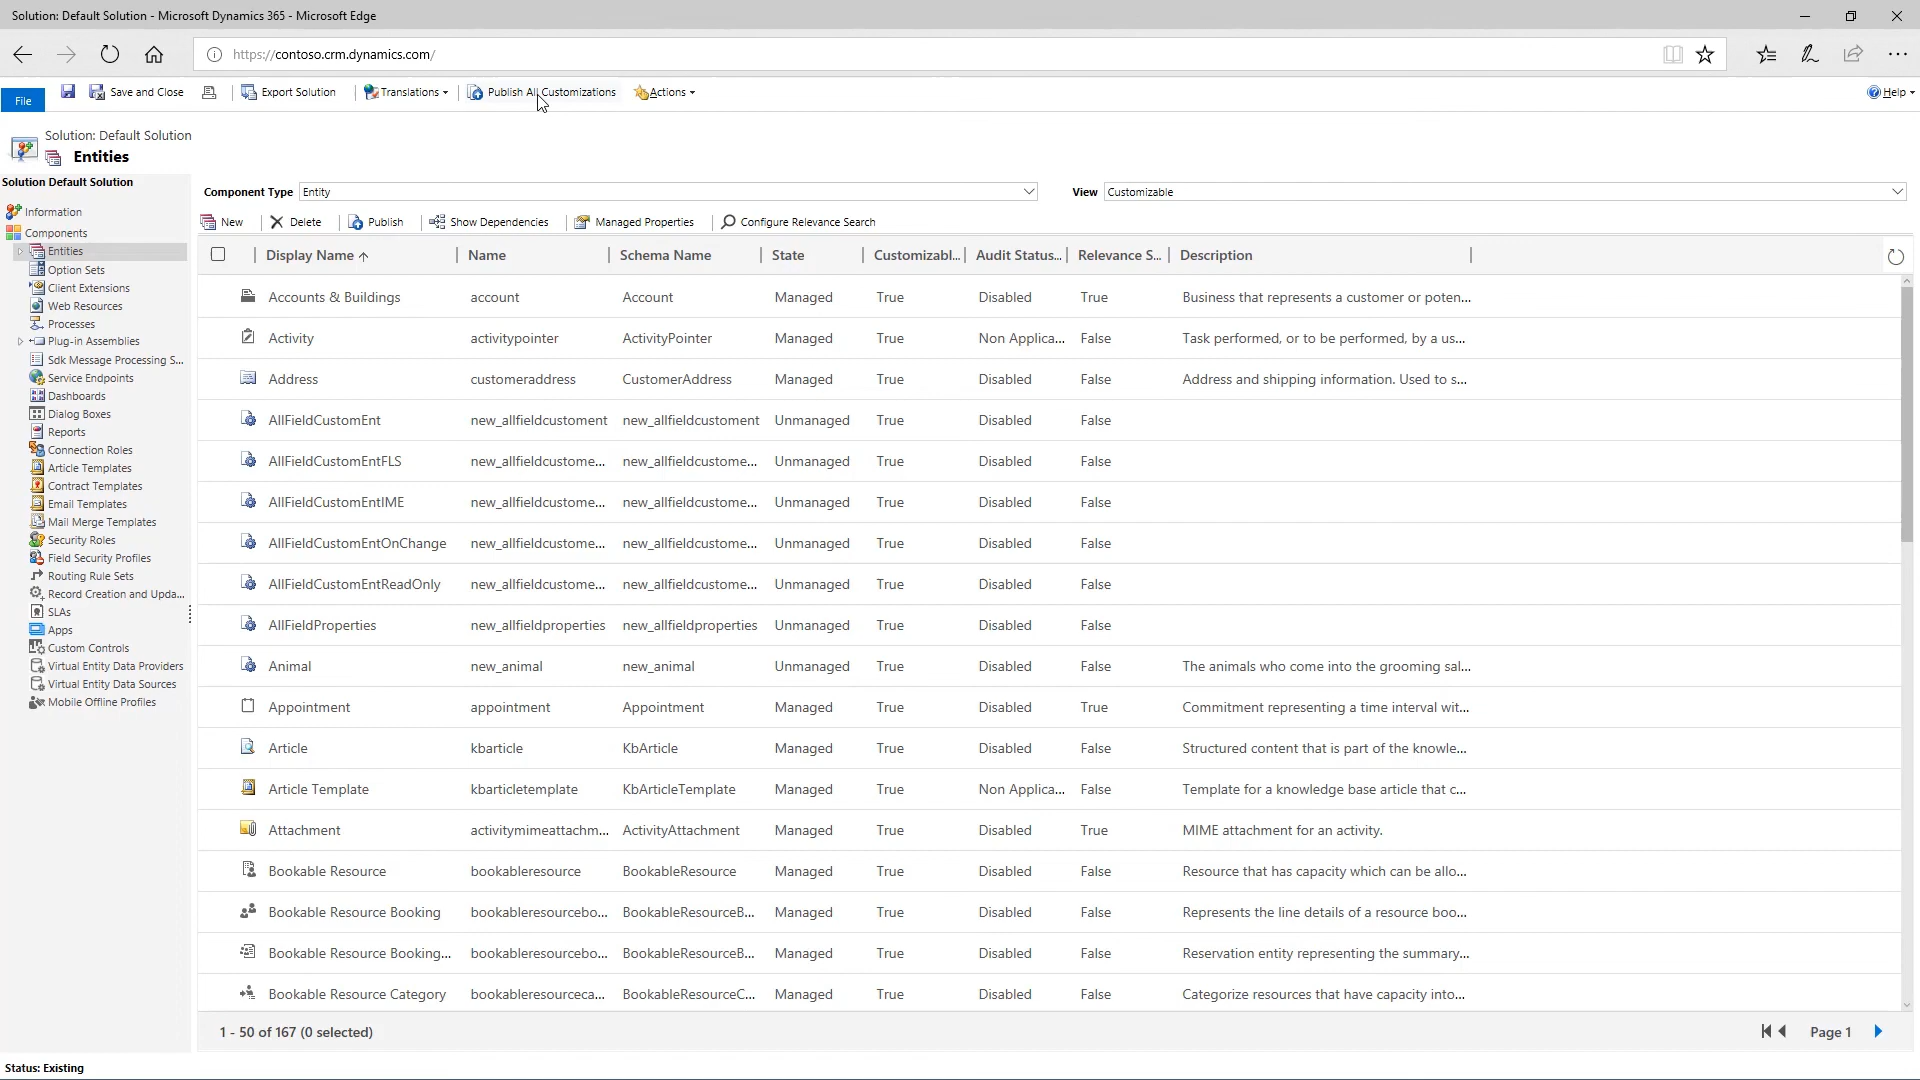 Solution: Default Solution - Microsoft Dynamics 365 - Microsoft Edge
https://contoso.crm.dynamics.com/
File Save and Close Export Solution Translations Publish All Customizations Actions Help
Solution: Default Solution
Entities
Solution Default Solution
Information
Components
Entities
Option Sets
Client Extensions
Web Resources
Processes
Plug-in Assemblies
Sdk Message Processing S...
Service Endpoints
Dashboards
Dialog Boxes
Reports
Connection Roles
Article Templates
Contract Templates
Email Templates
Mail Merge Templates
Security Roles
Field Security Profiles
Routing Rule Sets
Record Creation and Upda...
SLAs
Apps
Custom Controls
Virtual Entity Data Providers
Virtual Entity Data Sources
Mobile Offline Profiles
Component Type Entity View Customizable
New Delete Publish Show Dependencies Managed Properties Configure Relevance Search
Display Name Name Schema Name State Customizabl... Audit Status... Relevance S... Description
Accounts & Buildings account Account Managed True Disabled True Business that represents a customer or poten...
Activity activitypointer ActivityPointer Managed True Non Applica... False Task performed, or to be performed, by a us...
Address customeraddress CustomerAddress Managed True Disabled False Address and shipping information. Used to s...
AllFieldCustomEnt new_allfieldcustoment new_allfieldcustoment Unmanaged True Disabled False
AllFieldCustomEntFLS new_allfieldcustome... new_allfieldcustome... Unmanaged True Disabled False
AllFieldCustomEntIME new_allfieldcustome... new_allfieldcustome... Unmanaged True Disabled False
AllFieldCustomEntOnChange new_allfieldcustome... new_allfieldcustome... Unmanaged True Disabled False
AllFieldCustomEntReadOnly new_allfieldcustome... new_allfieldcustome... Unmanaged True Disabled False
AllFieldProperties new_allfieldproperties new_allfieldproperties Unmanaged True Disabled False
Animal new_animal new_animal Unmanaged True Disabled False The animals who come into the grooming sal...
Appointment appointment Appointment Managed True Disabled True Commitment representing a time interval wit...
Article kbarticle KbArticle Managed True Disabled False Structured content that is part of the knowle...
Article Template kbarticletemplate KbArticleTemplate Managed True Non Applica... False Template for a knowledge base article that c...
Attachment activitymimeattachm... ActivityAttachment Managed True Disabled True MIME attachment for an activity.
Bookable Resource bookableresource BookableResource Managed True Disabled False Resource that has capacity which can be allo...
Bookable Resource Booking bookableresourcebo... BookableResourceB... Managed True Disabled False Represents the line details of a resource boo...
Bookable Resource Booking... bookableresourcebo... BookableResourceB... Managed True Disabled False Reservation entity representing the summary...
Bookable Resource Category bookableresourceca... BookableResourceC... Managed True Disabled False Categorize resources that have capacity into...
1 - 50 of 167 (0 selected) Page 1
Status: Existing